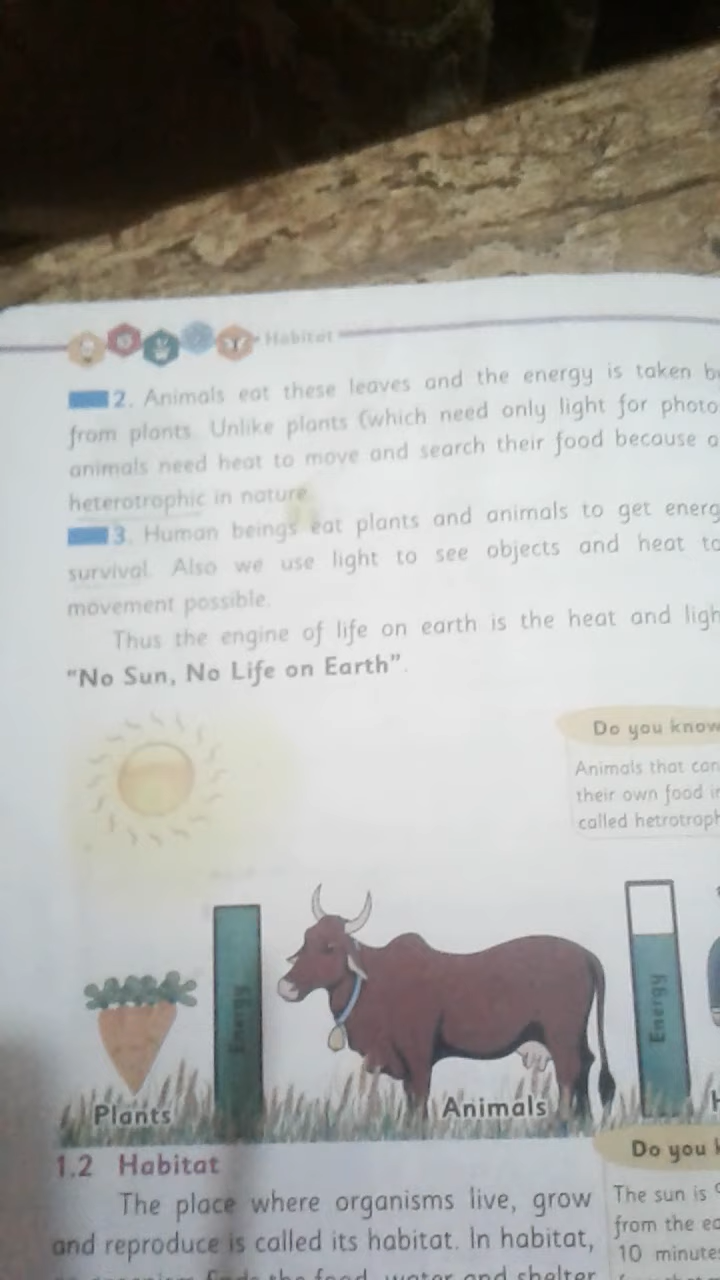 Habitat
2. Animals eat these leaves and the energy is taken
from plants. Unlike plants (which need only light for photo
animals need heat to move and search their food because
heterotrophic in nature.
3. Human beings eat plants and animals to get energ
survival. Also we use light to see objects and heat to
movement possible.
Thus the engine of life on earth is the heat and ligh
"No Sun, No Life on Earth".
Do you know
Animals that can
their own food
called hetrotroph
Energy
Energy
Plants
Animals
1.2 Habitat
The place where organisms live, grow
and reproduce is called its habitat. In habitat,
the food, water and shelter
Do you
The sun is
from the
10 minute